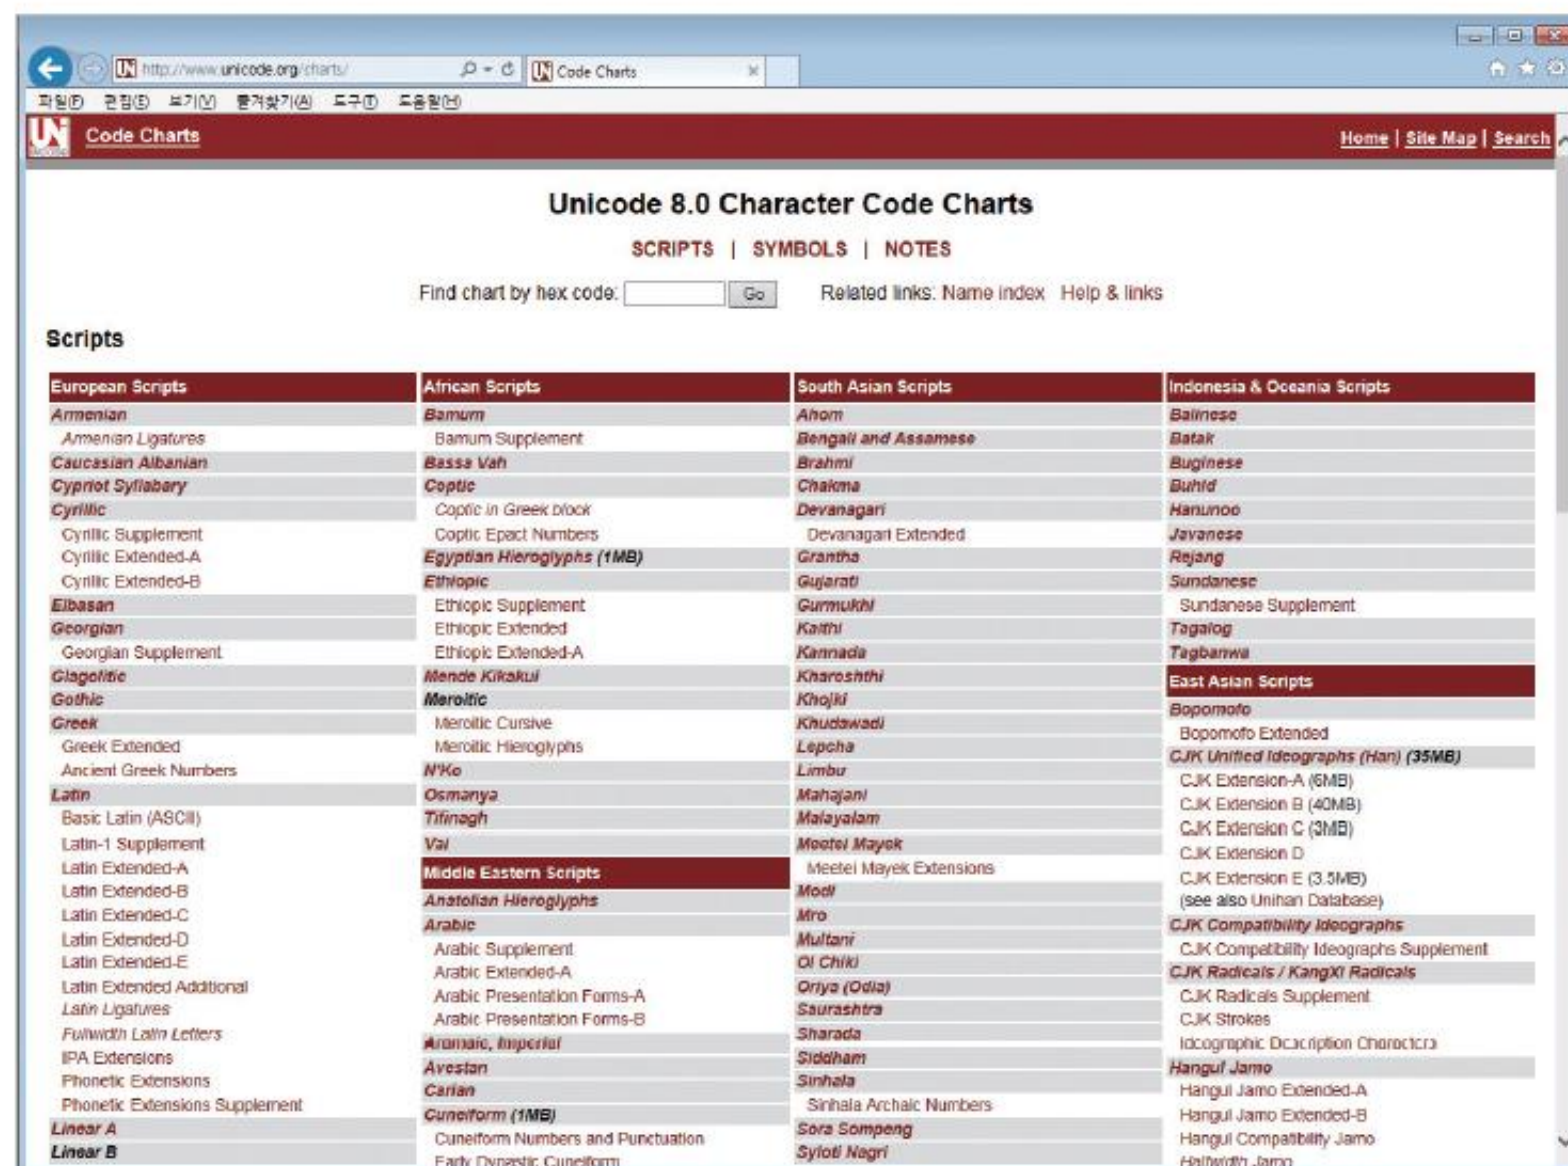 http://www.unicode.org/charts/
Code Charts
파일(F) 편집(E) 보기(V) 즐겨찾기(A) 도구(T) 도움말(H)
Code Charts
Home | Site Map | Search
Unicode 8.0 Character Code Charts
SCRIPTS | SYMBOLS | NOTES
Find chart by hex code: Go Related links: Name index Help & links
Scripts
European Scripts
Armenian
Armenian Ligatures
Caucasian Albanian
Cypriot Syllabary
Cyrillic
Cyrillic Supplement
Cyrillic Extended-A
Cyrillic Extended-B
Elbasan
Georgian
Georgian Supplement
Glagolitic
Gothic
Greek
Greek Extended
Ancient Greek Numbers
Latin
Basic Latin (ASCII)
Latin-1 Supplement
Latin Extended-A
Latin Extended-B
Latin Extended-C
Latin Extended-D
Latin Extended-E
Latin Extended Additional
Latin Ligatures
Fullwidth Latin Letters
IPA Extensions
Phonetic Extensions
Phonetic Extensions Supplement
Linear A
Linear B
African Scripts
Bamum
Bamum Supplement
Bassa Vah
Coptic
Coptic in Greek block
Coptic Epact Numbers
Egyptian Hieroglyphs (1MB)
Ethiopic
Ethiopic Supplement
Ethiopic Extended
Ethiopic Extended-A
Mende Kikakui
Meroitic
Meroitic Cursive
Meroitic Hieroglyphs
N'Ko
Osmanya
Tifinagh
Vai
Middle Eastern Scripts
Anatolian Hieroglyphs
Arabic
Arabic Supplement
Arabic Extended-A
Arabic Presentation Forms-A
Arabic Presentation Forms-B
Aramaic, Imperial
Avestan
Carian
Cuneiform (1MB)
Cuneiform Numbers and Punctuation
Early Dynastic Cuneiform
South Asian Scripts
Ahom
Bengali and Assamese
Brahmi
Chakma
Devanagari
Devanagari Extended
Grantha
Gujarati
Gurmukhi
Kaithi
Kannada
Kharoshthi
Khojki
Khudawadi
Lepcha
Limbu
Mahajani
Malayalam
Meetei Mayek
Meetei Mayek Extensions
Modi
Mro
Multani
Ol Chiki
Oriya (Odia)
Saurashtra
Sharada
Siddham
Sinhala
Sinhala Archaic Numbers
Sora Sompeng
Syloti Nagri
Indonesia & Oceania Scripts
Balinese
Batak
Buginese
Buhid
Hanunoo
Javanese
Rejang
Sundanese
Sundanese Supplement
Tagalog
Tagbanwa
East Asian Scripts
Bopomofo
Bopomofo Extended
CJK Unified Ideographs (Han) (35MB)
CJK Extension-A (6MB)
CJK Extension B (40MB)
CJK Extension C (3MB)
CJK Extension D
CJK Extension E (3.5MB)
(see also Unihan Database)
CJK Compatibility Ideographs
CJK Compatibility Ideographs Supplement
CJK Radicals / KangXi Radicals
CJK Radicals Supplement
CJK Strokes
Ideographic Description Characters
Hangul Jamo
Hangul Jamo Extended-A
Hangul Jamo Extended-B
Hangul Compatibility Jamo
Halfwidth Jamo